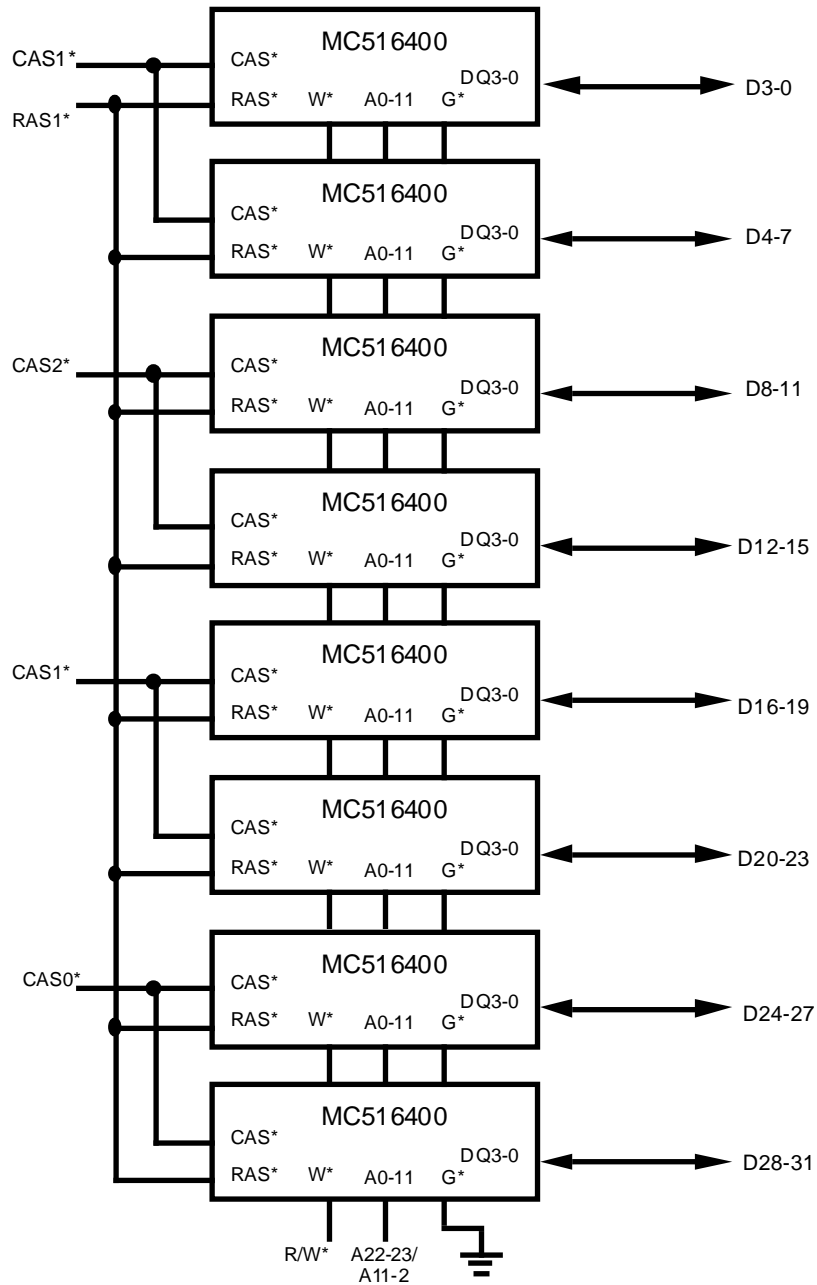 MC516400
CAS1*
CAS*
DQ3-0
D3-0
RAS1*
RAS* W* A0-11 G*
MC516400
CAS*
DQ3-0
D4-7
RAS* W* A0-11 G*
MC516400
CAS2*
CAS*
DQ3-0
D8-11
RAS* W* A0-11 G*
MC516400
CAS*
DQ3-0
D12-15
RAS* W* A0-11 G*
MC516400
CAS1*
CAS*
DQ3-0
D16-19
RAS* W* A0-11 G*
MC516400
CAS*
DQ3-0
D20-23
RAS* W* A0-11 G*
MC516400
CAS0*
CAS*
DQ3-0
D24-27
RAS* W* A0-11 G*
MC516400
CAS*
DQ3-0
D28-31
RAS* W* A0-11 G*
R/W* A22-23/
A11-2